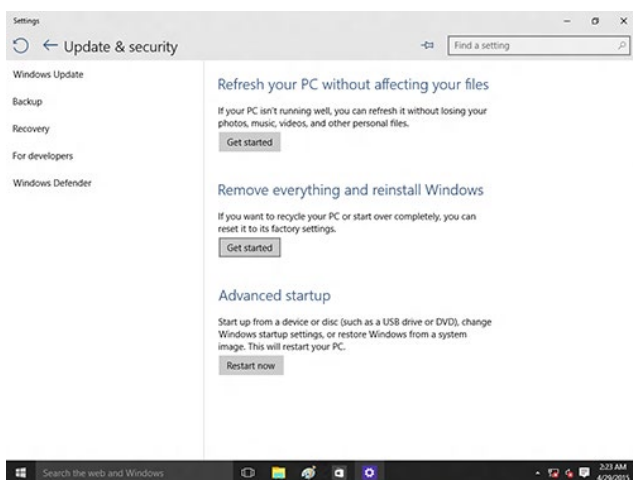 Settings
Update & security
Find a setting
Windows Update
Backup
Recovery
For developers
Windows Defender
Refresh your PC without affecting your files
If your PC isn't running well, you can refresh it without losing your
photos, music, videos, and other personal files.
Get started
Remove everything and reinstall Windows
If you want to recycle your PC or start over completely, you can
reset it to its factory settings.
Get started
Advanced startup
Start up from a device or disc (such as a USB drive or DVD), change
Windows startup settings, or restore Windows from a system
image. This will restart your PC.
Restart now
Search the web and Windows
2:23 AM
4/29/2015